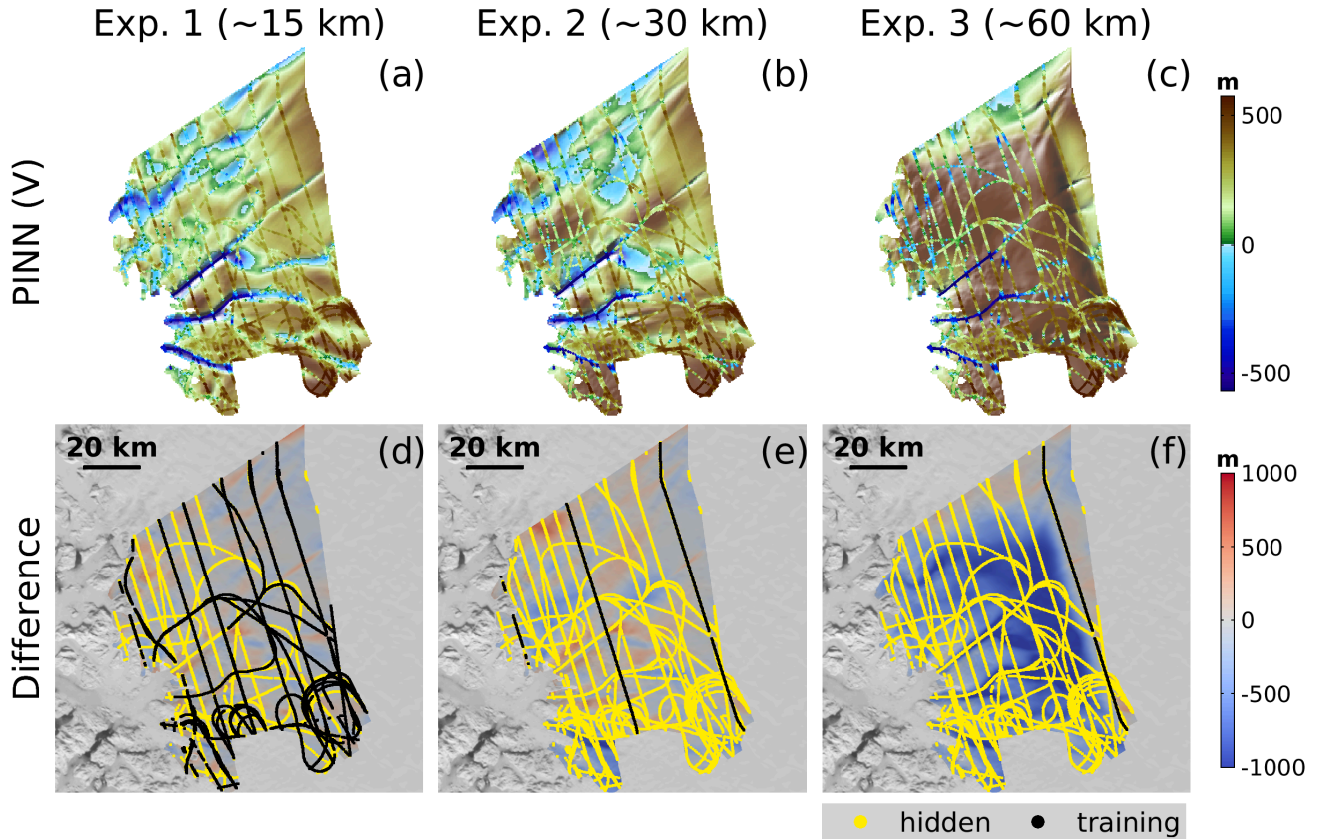 Exp. 1 (~15 km) Exp. 2 (~30 km) Exp. 3 (~60 km)
(a) (b) (c)
PINN (V)
m
500
0
-500
20 km (d) 20 km (e) 20 km (f)
Difference
m
1000
500
0
-500
-1000
hidden training